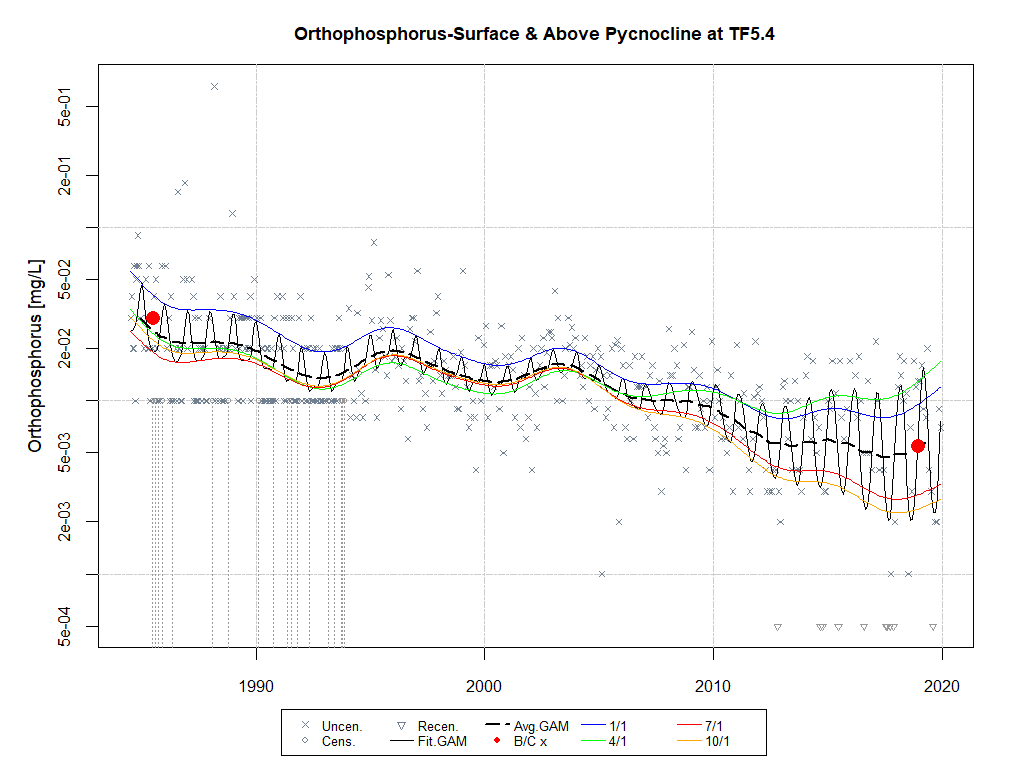 Orthophosphorus-Surface & Above Pycnocline at TF5.4
Orthophosphorus [mg/L]
5e-01
2e-01
5e-02
2e-02
5e-03
2e-03
5e-04
1990 2000 2010 2020
Uncen. Recen. Avg.GAM 1/1 7/1
Cens. Fit.GAM B/C x 4/1 10/1